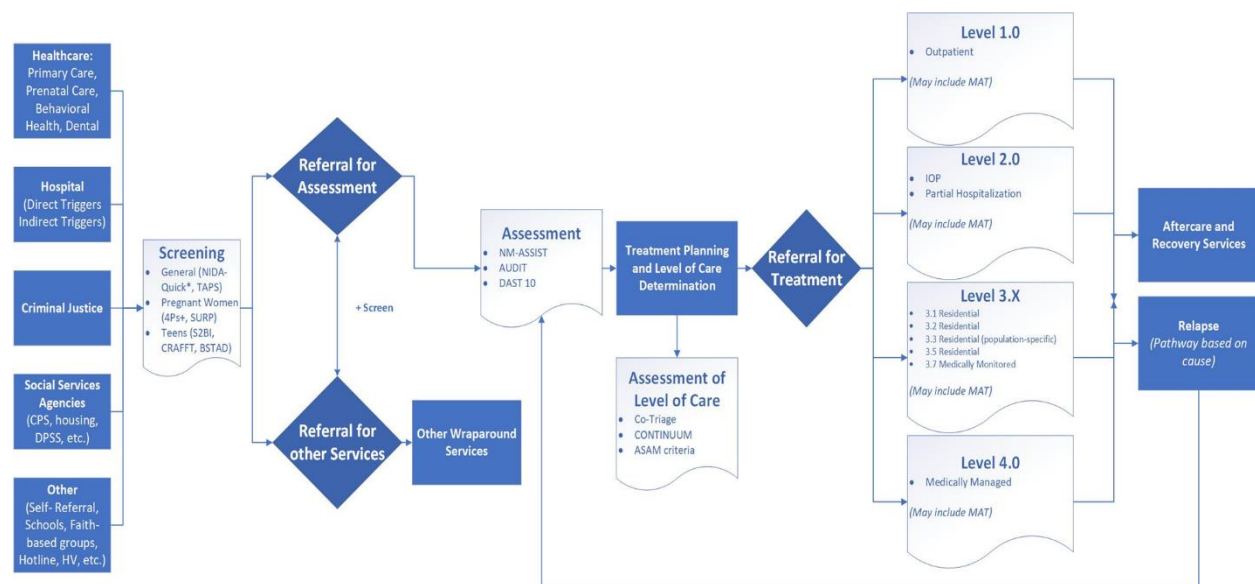 Healthcare:
Primary Care,
Prenatal Care,
Behavioral
Health, Dental
Hospital
(Direct Triggers
Indirect Triggers)
Criminal Justice
Social Services
Agencies
(CPS, housing,
DPSS, etc.)
Other
(Self- Referral,
Schools, Faith-
based groups,
Hotline, HV, etc.)
Screening
• General (NIDA-
Quick*, TAPS)
• Pregnant Women
(4Ps+, SURP)
• Teens (S2BI,
CRAFFT, BSTAD)
Referral for
Assessment
+ Screen
Referral for
other Services
Other Wraparound
Services
Assessment
• NM-ASSIST
• AUDIT
• DAST 10
Treatment Planning
and Level of Care
Determination
Assessment of
Level of Care
• Co-Triage
• CONTINUUM
• ASAM criteria
Referral for
Treatment
Level 1.0
• Outpatient
(May include MAT)
Level 2.0
• IOP
• Partial Hospitalization
(May include MAT)
Level 3.X
• 3.1 Residential
• 3.2 Residential
• 3.3 Residential (population-specific)
• 3.5 Residential
• 3.7 Medically Monitored
(May include MAT)
Level 4.0
• Medically Managed
(May include MAT)
Aftercare and
Recovery Services
Relapse
(Pathway based on
cause)